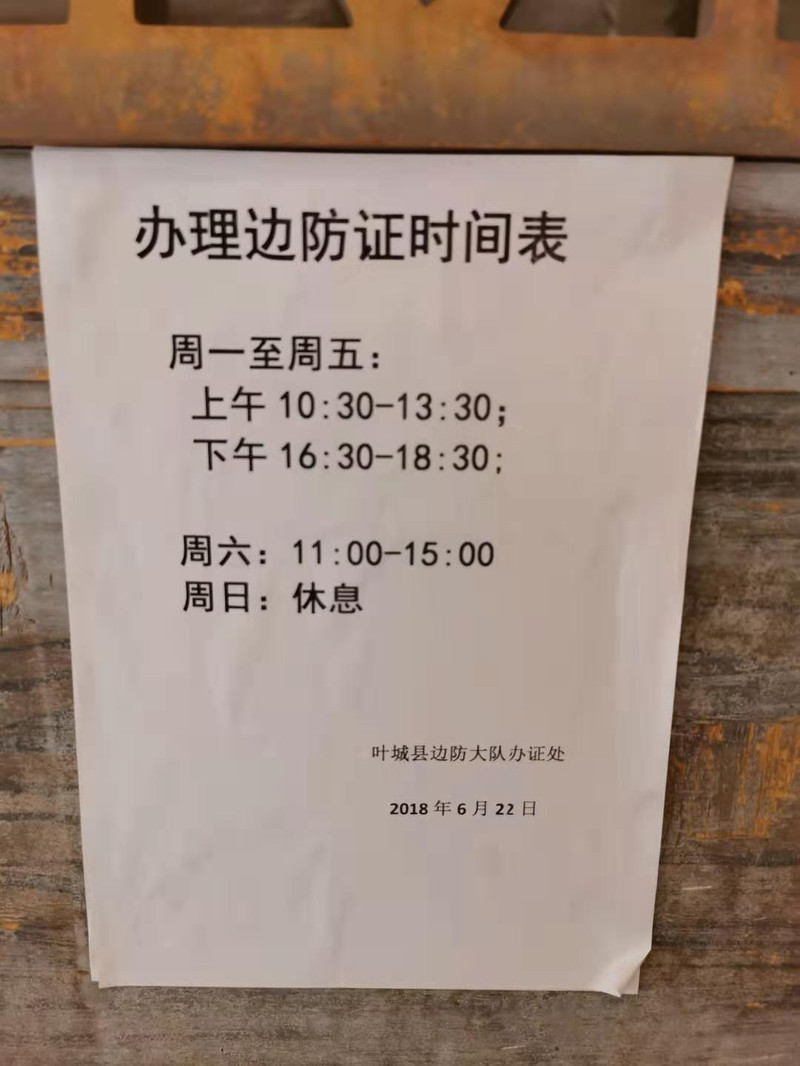 办理边防证时间表
周一至周五：
上午 10:30-13:30；
下午 16:30-18:30;
周六：11:00-15:00
周日：休息
叶城县边防大队办证处
2018 年 6 月 22 日